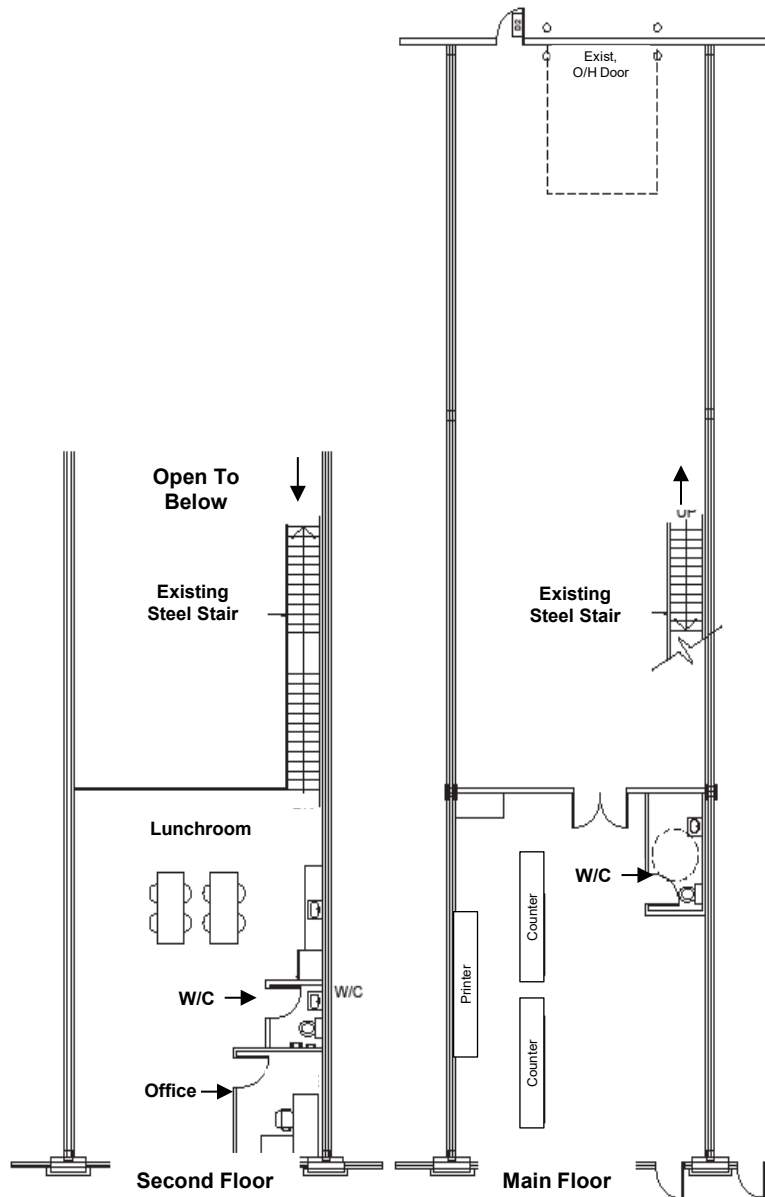 Exist,
O/H Door
Open To
Below
UP
Existing
Steel Stair
Existing
Steel Stair
Lunchroom
W/C
Counter
Printer
W/C
W/C
Counter
Office
Second Floor
Main Floor